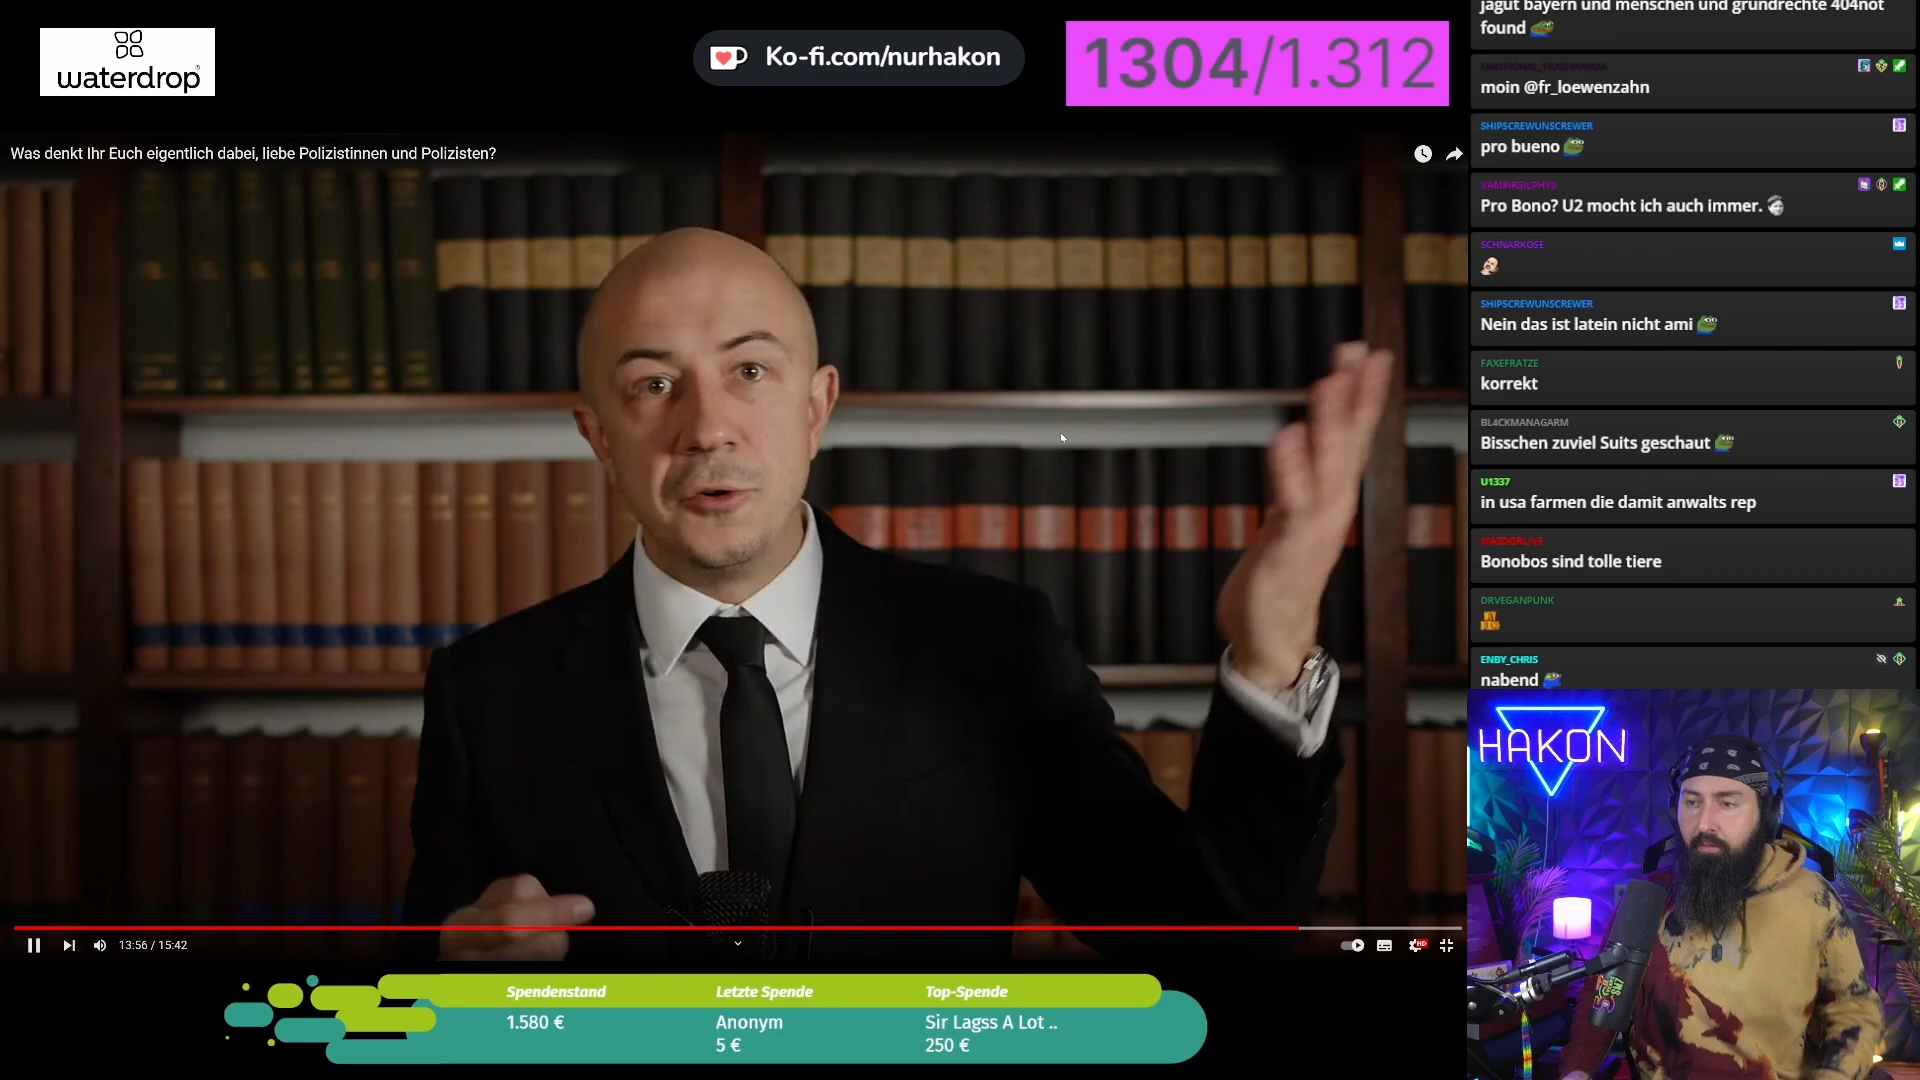 waterdrop
Ko-fi.com/nurhakon
1304/1.312
Was denkt Ihr Euch eigentlich dabei, liebe Polizistinnen und Polizisten?
13:56 / 15:42
HD
Spendenstand
1.580 €
Letzte Spende
Anonym
5 €
Top-Spende
Sir Lagss A Lot ..
250 €
jagut bayern und menschen und grundrechte 404not
found
EMOTIONAL_TRASHPANDA
moin @fr_loewenzahn
SHIPSCREWUNSCREWER
pro bueno
VAMPIRSILPHY0
Pro Bono? U2 mocht ich auch immer.
SCHNARKOSE
SHIPSCREWUNSCREWER
Nein das ist latein nicht ami
FAXEFRATZE
korrekt
BL4CKMANAGARM
Bisschen zuviel Suits geschaut
U1337
in usa farmen die damit anwalts rep
MAZDORLIVE
Bonobos sind tolle tiere
DRVEGANPUNK
ENBY_CHRIS
nabend
HAKON